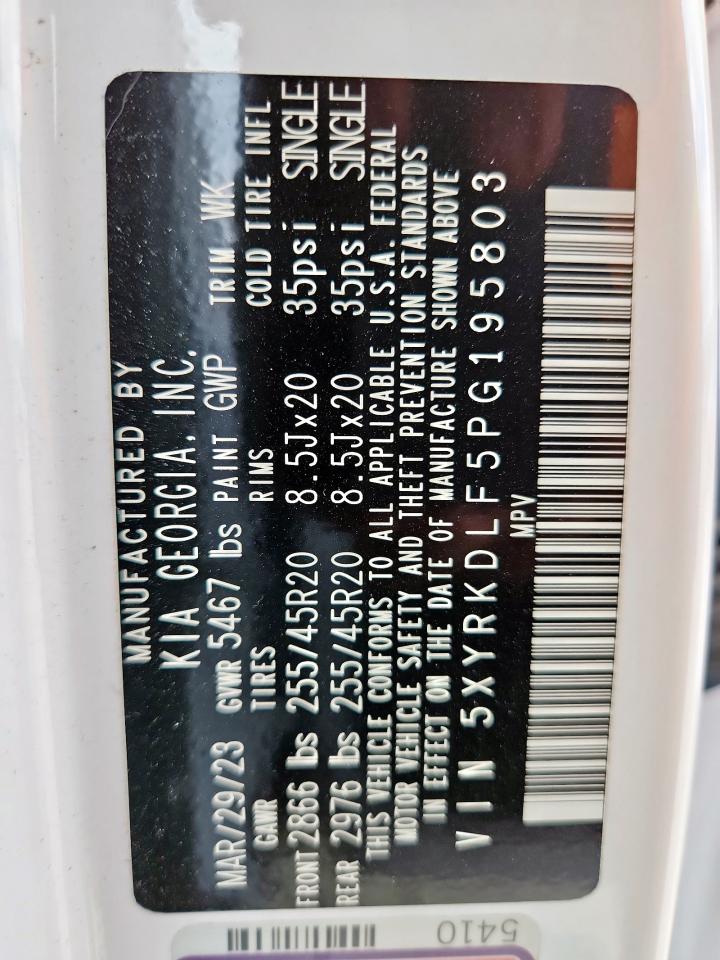 MANUFACTURED BY
KIA GEORGIA, INC.
MAR/29/23 GVWR 5467 lbs PAINT GWP TRIM WK
GAWR TIRES RIMS COLD TIRE INFL
FRONT 2866 lbs 255/45R20 8.5Jx20 35psi SINGLE
REAR 2976 lbs 255/45R20 8.5Jx20 35psi SINGLE
THIS VEHICLE CONFORMS TO ALL APPLICABLE U.S.A. FEDERAL
MOTOR VEHICLE SAFETY AND THEFT PREVENTION STANDARDS
IN EFFECT ON THE DATE OF MANUFACTURE SHOWN ABOVE
VIN 5XYRKDLF5PG195803
MPV
5410